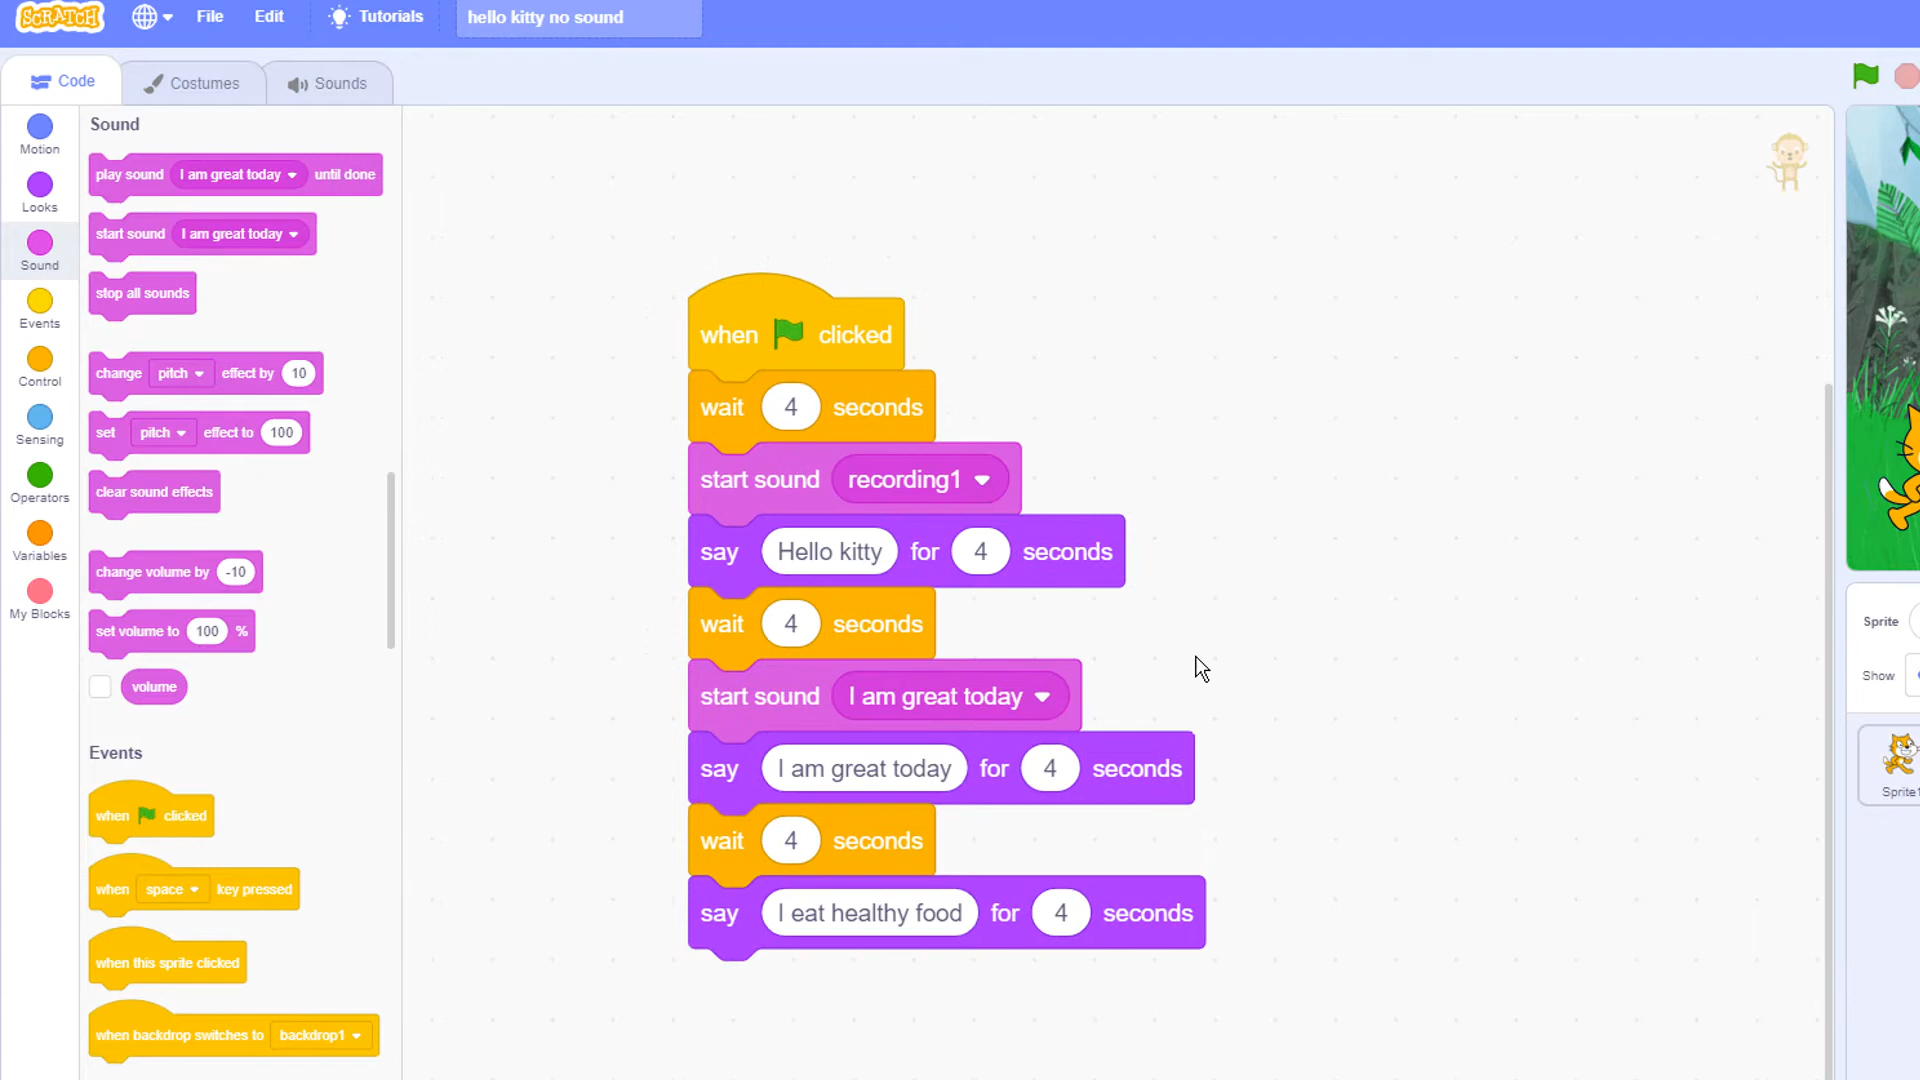 SCRATCH File Edit Tutorials hello kitty no sound
Code Costumes Sounds
Motion
Looks
Sound
Events
Control
Sensing
Operators
Variables
My Blocks
Sound
play sound I am great today until done
start sound I am great today
stop all sounds
change pitch effect by 10
set pitch effect to 100
clear sound effects
change volume by -10
set volume to 100 %
volume
Events
when clicked
when space key pressed
when this sprite clicked
when backdrop switches to backdrop1
when clicked
wait 4 seconds
start sound recording1
say Hello kitty for 4 seconds
wait 4 seconds
start sound I am great today
say I am great today for 4 seconds
wait 4 seconds
say I eat healthy food for 4 seconds
Sprite
Show
Sprite1